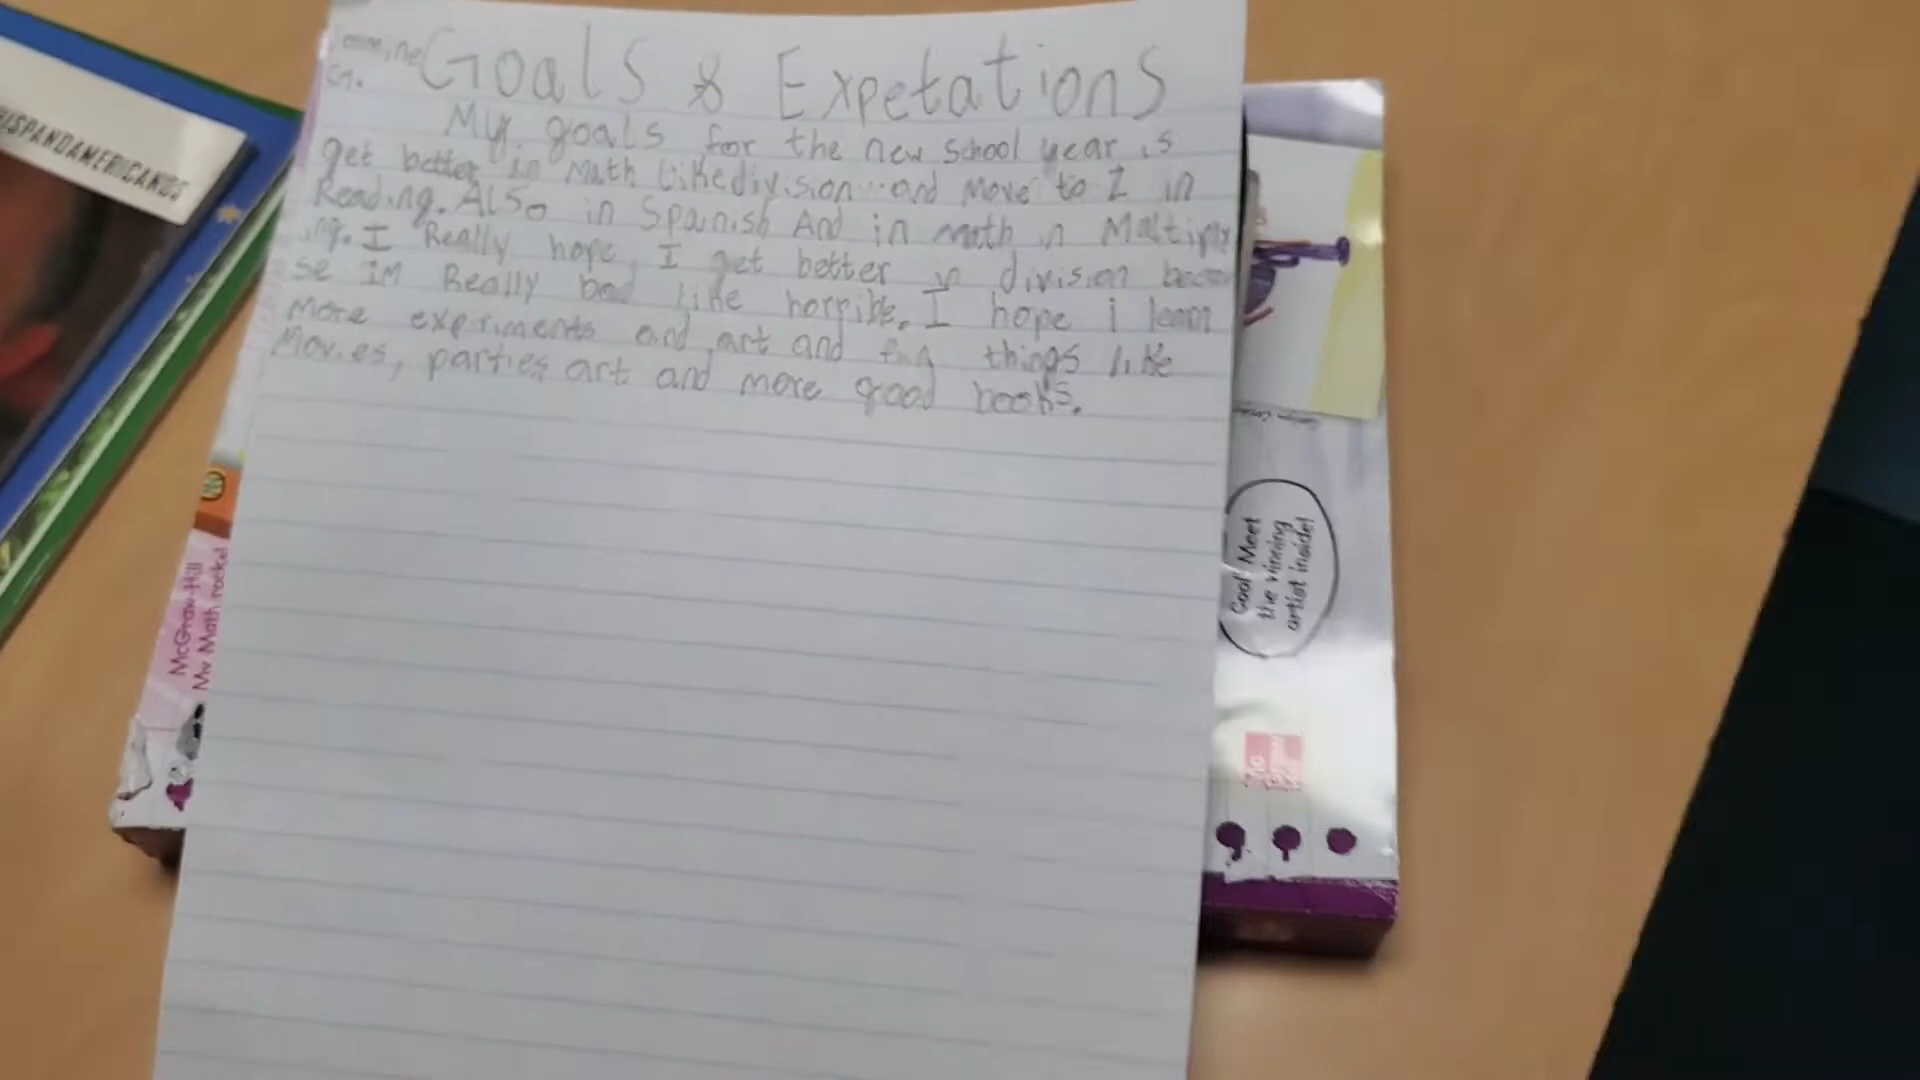 HISPANOAMERICANOS
G.
Goals & Expetations
My goals for the new school year is
get better in Math like division and move to Z in
Reading. Also in Spanish And in math in Maltiply
ing. I Really hope I get better in division becau
se IM Really bad like horrible. I hope i learn
more experiments and art and fun things like
Movies, parties art and more good books.
McGraw-Hill
My Math rocks!
Cool! Meet
the winning
artist inside!